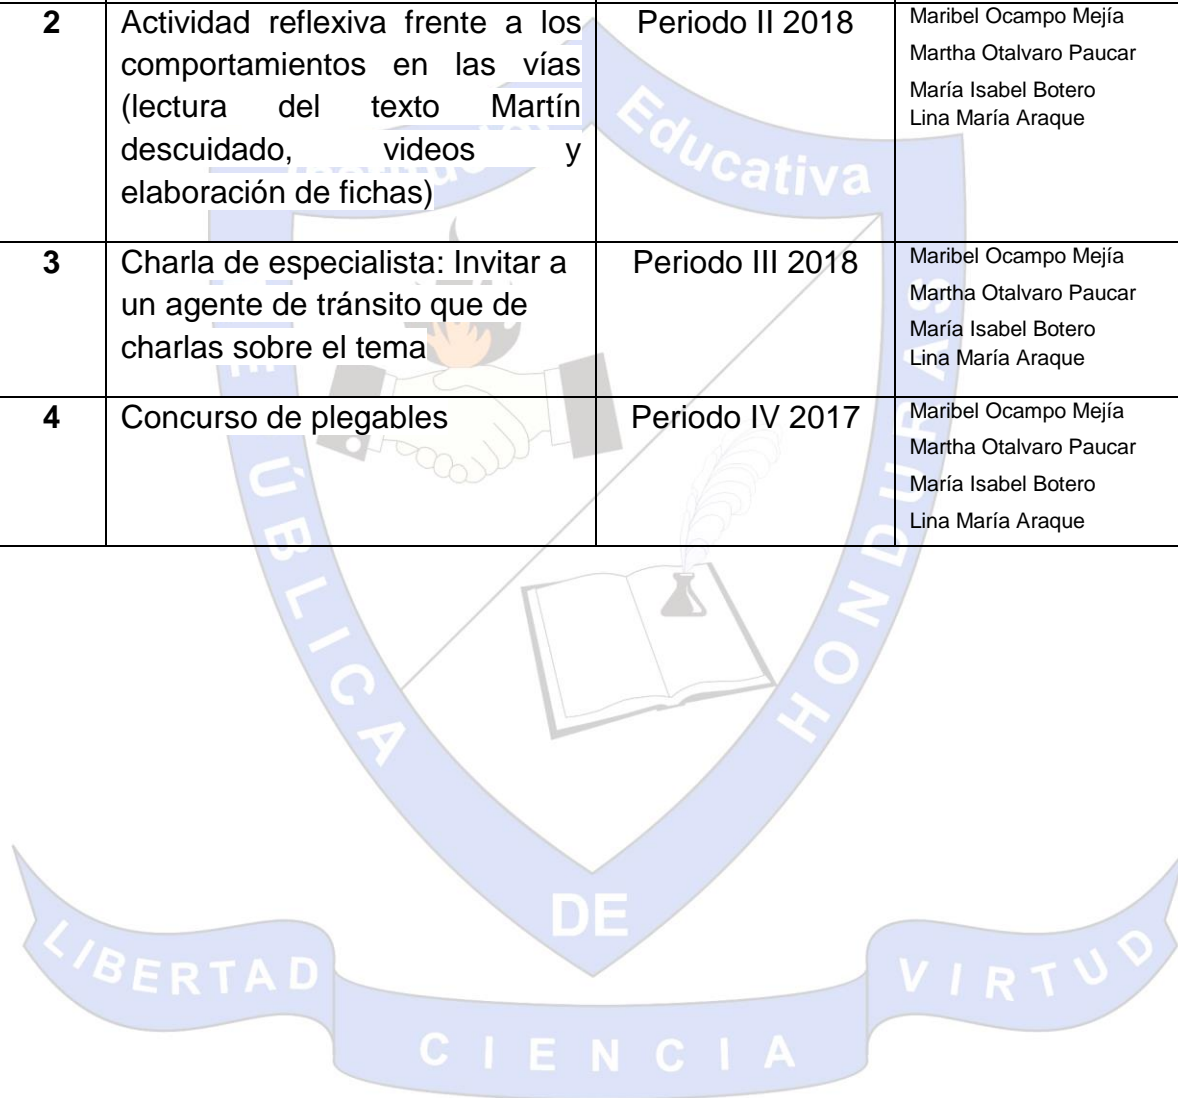 2
Actividad reflexiva frente a los
comportamientos en las vías
(lectura del texto Martín
descuidado, videos y
elaboración de fichas)
Periodo II 2018
Maribel Ocampo Mejía
Martha Otalvaro Paucar
María Isabel Botero
Lina María Araque
3
Charla de especialista: Invitar a
un agente de tránsito que de
charlas sobre el tema
Periodo III 2018
Maribel Ocampo Mejía
Martha Otalvaro Paucar
María Isabel Botero
Lina María Araque
4
Concurso de plegables
Periodo IV 2017
Maribel Ocampo Mejía
Martha Otalvaro Paucar
María Isabel Botero
Lina María Araque
Educativa
ÚBLICA
DE
HONDURAS
LIBERTAD
CIENCIA
VIRTUD